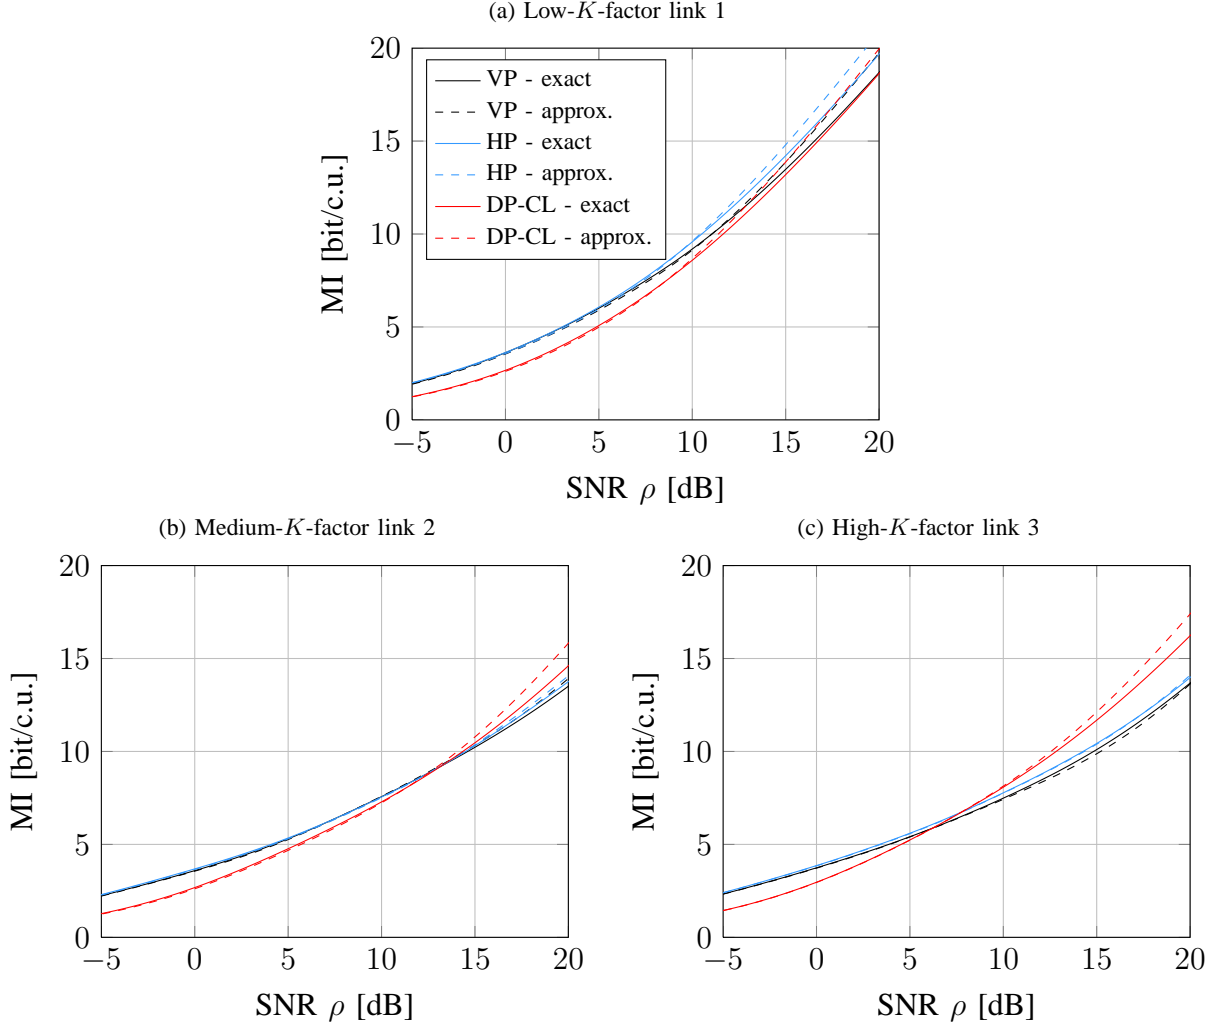 (a) Low-K-factor link 1
20
15
10
5
0
MI [bit/c.u.]
VP - exact
VP - approx.
HP - exact
HP - approx.
DP-CL - exact
DP-CL - approx.
−5 0 5 10 15 20
SNR ρ [dB]
(b) Medium-K-factor link 2
20
15
10
5
0
MI [bit/c.u.]
−5 0 5 10 15 20
SNR ρ [dB]
(c) High-K-factor link 3
20
15
10
5
0
MI [bit/c.u.]
−5 0 5 10 15 20
SNR ρ [dB]